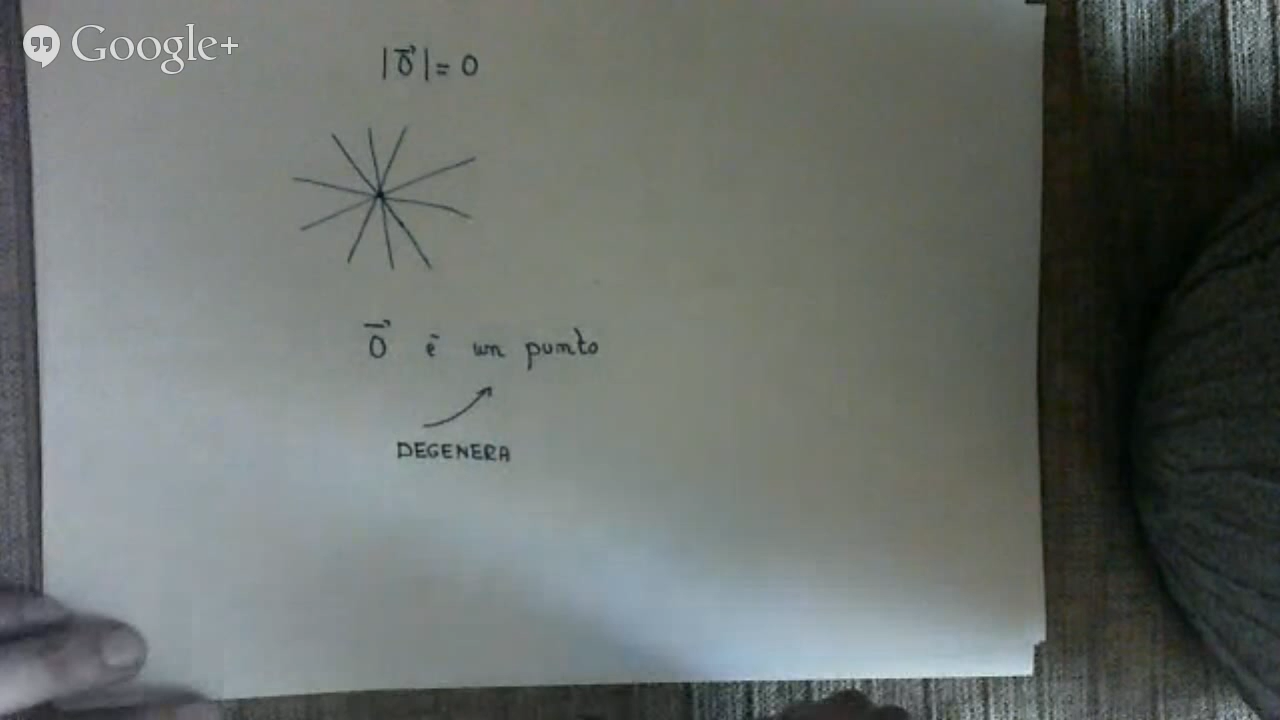 Google+
|0⃗| = 0
0⃗ è un punto
DEGENERA